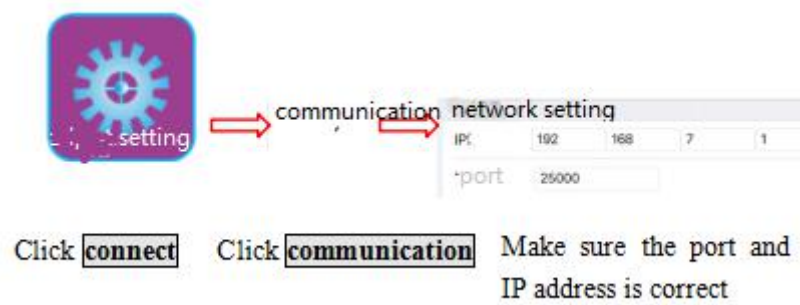 setting
communication
network setting
IP: 192 168 7 1
port 25000
Click connect
Click communication
Make sure the port and
IP address is correct